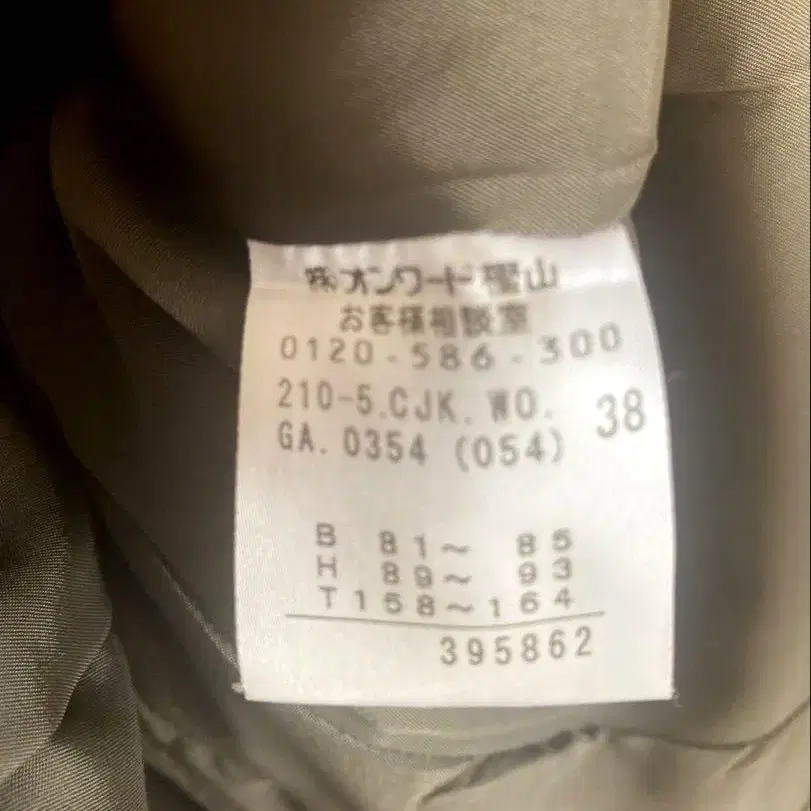 ㈱オンワード樫山
お客様相談室
0120-586-300
210-5.CJK.WO. 38
GA.0354 (054)
B 81~ 85
H 89~ 93
T158~164
395862